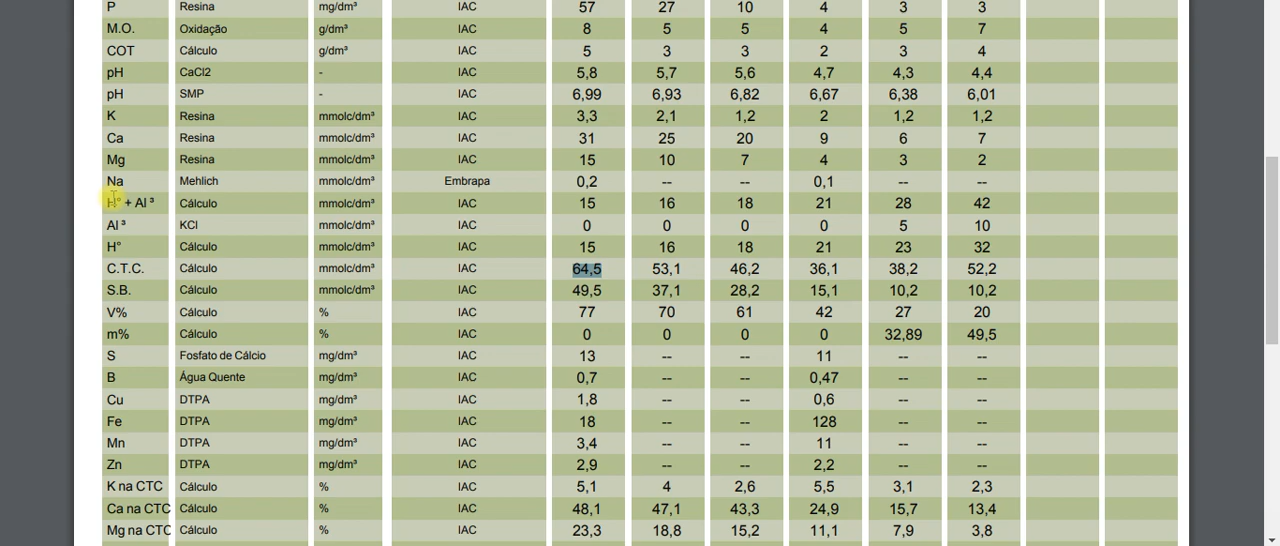 P Resina mg/dm³ IAC 57 27 10 4 3 3
M.O. Oxidação g/dm³ IAC 8 5 5 4 5 7
COT Cálculo g/dm³ IAC 5 3 3 2 3 4
pH CaCl2 - IAC 5,8 5,7 5,6 4,7 4,3 4,4
pH SMP - IAC 6,99 6,93 6,82 6,67 6,38 6,01
K Resina mmolc/dm³ IAC 3,3 2,1 1,2 2 1,2 1,2
Ca Resina mmolc/dm³ IAC 31 25 20 9 6 7
Mg Resina mmolc/dm³ IAC 15 10 7 4 3 2
Na Mehlich mmolc/dm³ Embrapa 0,2 -- -- 0,1 -- --
H° + Al ³ Cálculo mmolc/dm³ IAC 15 16 18 21 28 42
Al ³ KCl mmolc/dm³ IAC 0 0 0 0 5 10
H° Cálculo mmolc/dm³ IAC 15 16 18 21 23 32
C.T.C. Cálculo mmolc/dm³ IAC 64,5 53,1 46,2 36,1 38,2 52,2
S.B. Cálculo mmolc/dm³ IAC 49,5 37,1 28,2 15,1 10,2 10,2
V% Cálculo % IAC 77 70 61 42 27 20
m% Cálculo % IAC 0 0 0 0 32,89 49,5
S Fosfato de Cálcio mg/dm³ IAC 13 -- -- 11 -- --
B Água Quente mg/dm³ IAC 0,7 -- -- 0,47 -- --
Cu DTPA mg/dm³ IAC 1,8 -- -- 0,6 -- --
Fe DTPA mg/dm³ IAC 18 -- -- 128 -- --
Mn DTPA mg/dm³ IAC 3,4 -- -- 11 -- --
Zn DTPA mg/dm³ IAC 2,9 -- -- 2,2 -- --
K na CTC Cálculo % IAC 5,1 4 2,6 5,5 3,1 2,3
Ca na CTC Cálculo % IAC 48,1 47,1 43,3 24,9 15,7 13,4
Mg na CTC Cálculo % IAC 23,3 18,8 15,2 11,1 7,9 3,8